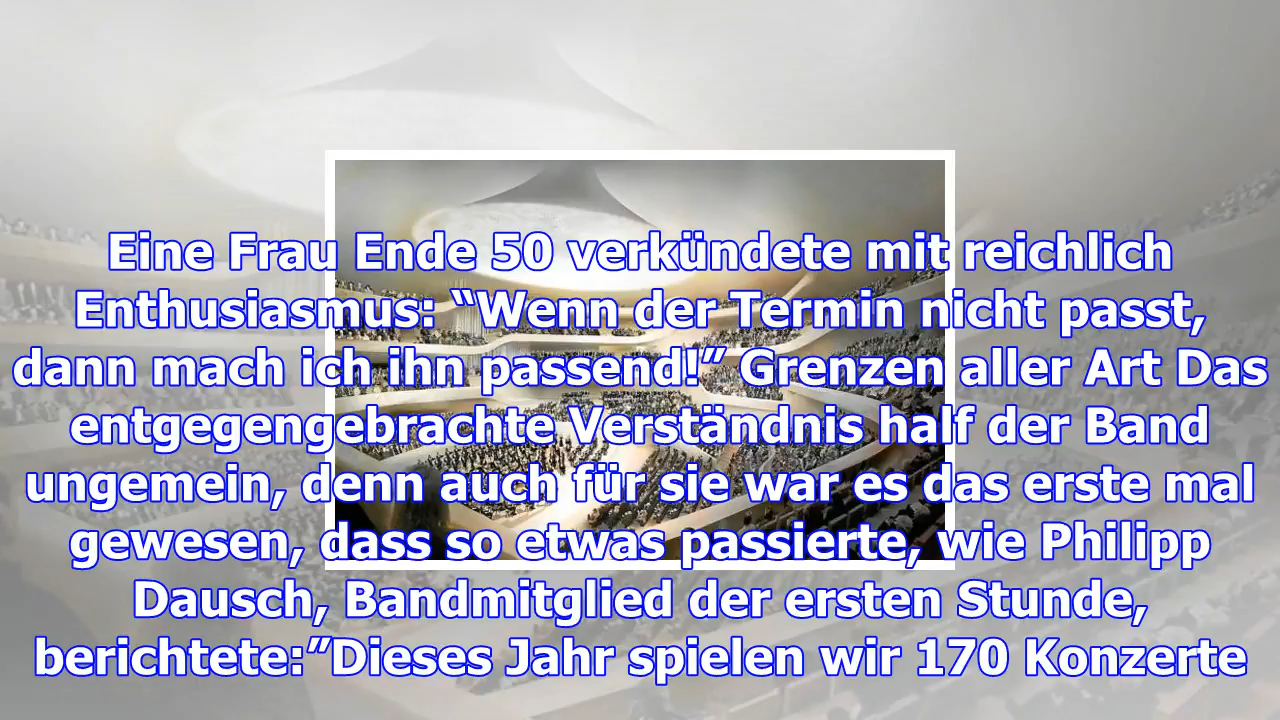 Eine Frau Ende 50 verkündete mit reichlich
Enthusiasmus: “Wenn der Termin nicht passt,
dann mach ich ihn passend!” Grenzen aller Art Das
entgegengebrachte Verständnis half der Band
ungemein, denn auch für sie war es das erste mal
gewesen, dass so etwas passierte, wie Philipp
Dausch, Bandmitglied der ersten Stunde,
berichtete:”Dieses Jahr spielen wir 170 Konzerte